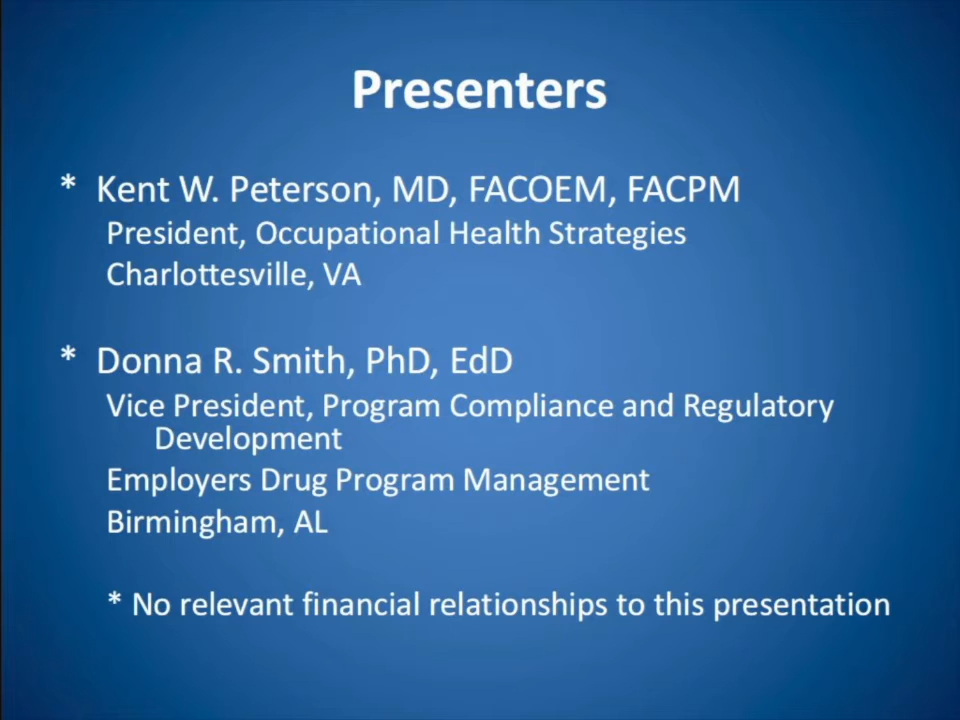 Presenters
* Kent W. Peterson, MD, FACOEM, FACPM
President, Occupational Health Strategies
Charlottesville, VA
* Donna R. Smith, PhD, EdD
Vice President, Program Compliance and Regulatory
Development
Employers Drug Program Management
Birmingham, AL
* No relevant financial relationships to this presentation